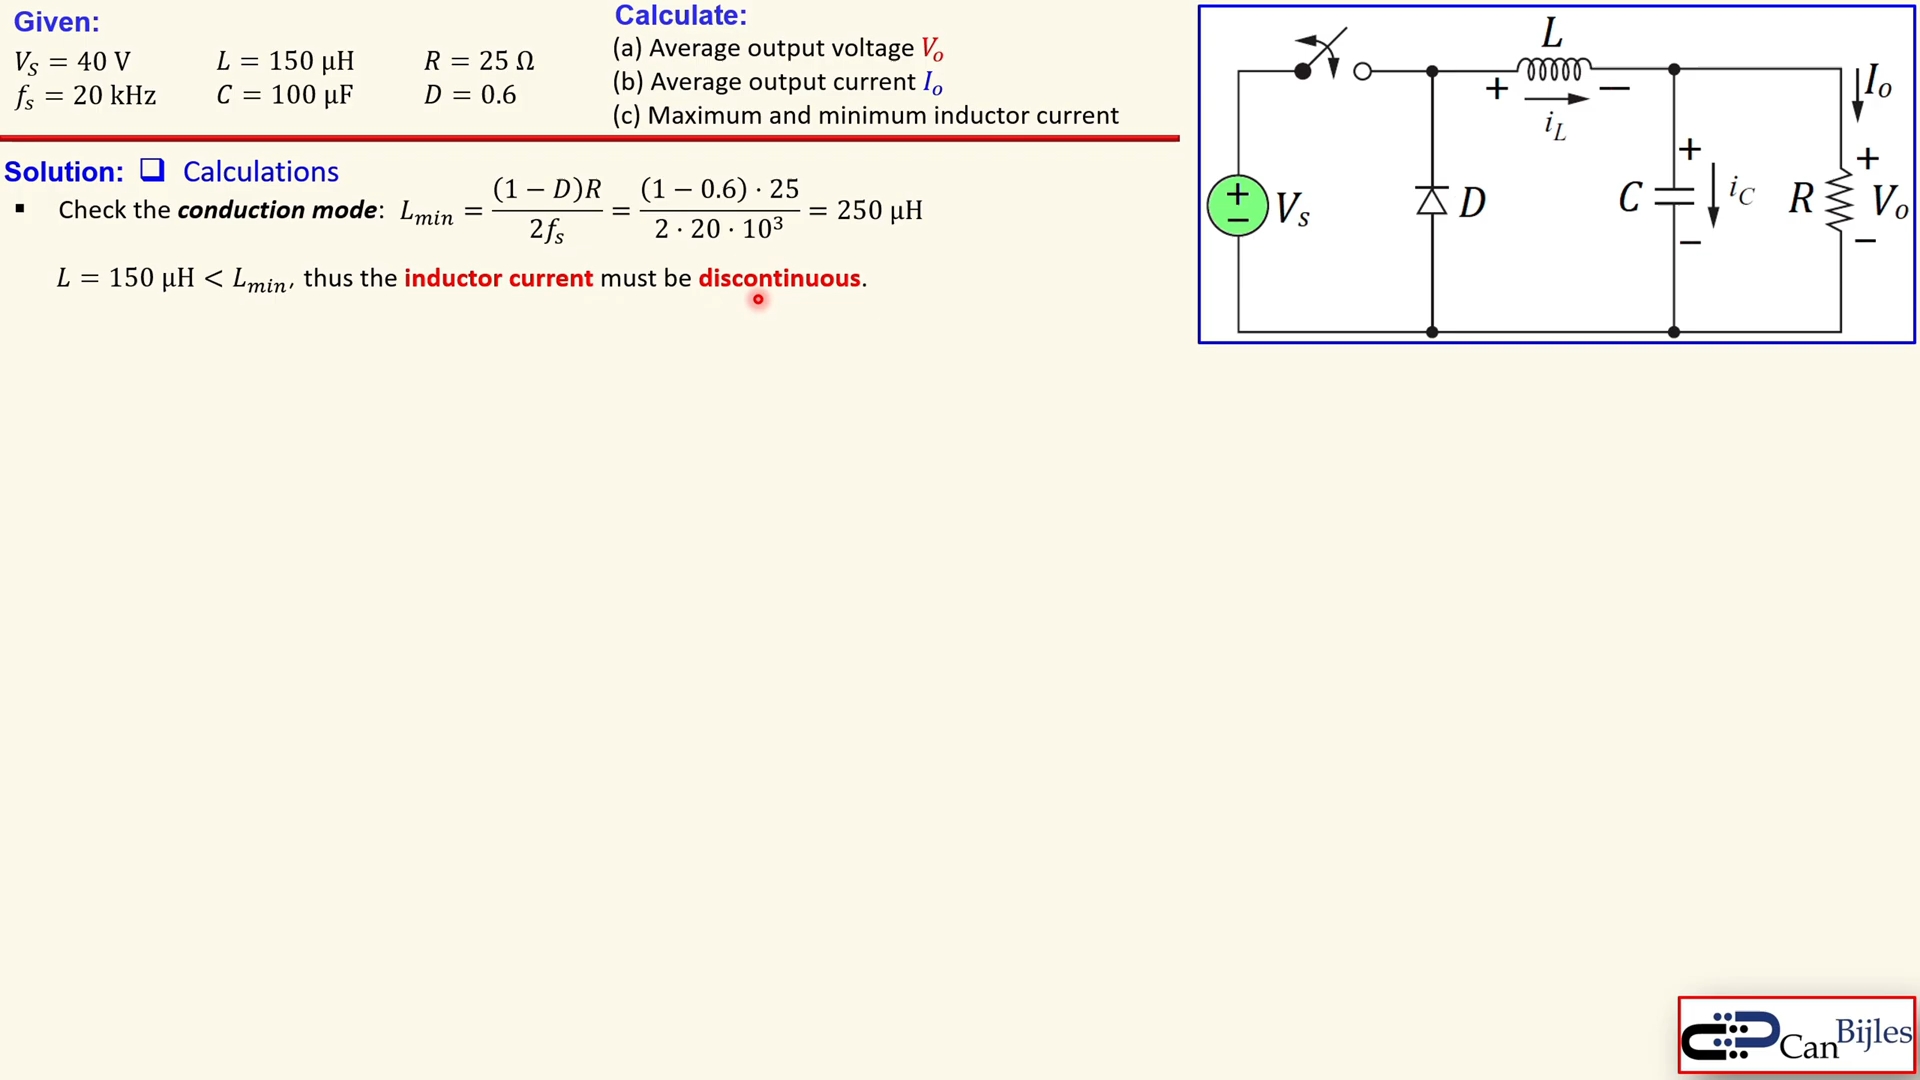 Given:
V_S = 40 V L = 150 μH R = 25 Ω
f_s = 20 kHz C = 100 μF D = 0.6
Calculate:
(a) Average output voltage V_o
(b) Average output current I_o
(c) Maximum and minimum inductor current
Solution: ❑ Calculations
▪ Check the conduction mode: L_min = (1 − D)R / 2f_s = (1 − 0.6) · 25 / 2 · 20 · 10³ = 250 μH
L = 150 μH < L_min, thus the inductor current must be discontinuous.
L
+ −
i_L
I_o
+ − V_s
D
+
C
−
i_C
R
+
V_o
−
Can Bijles